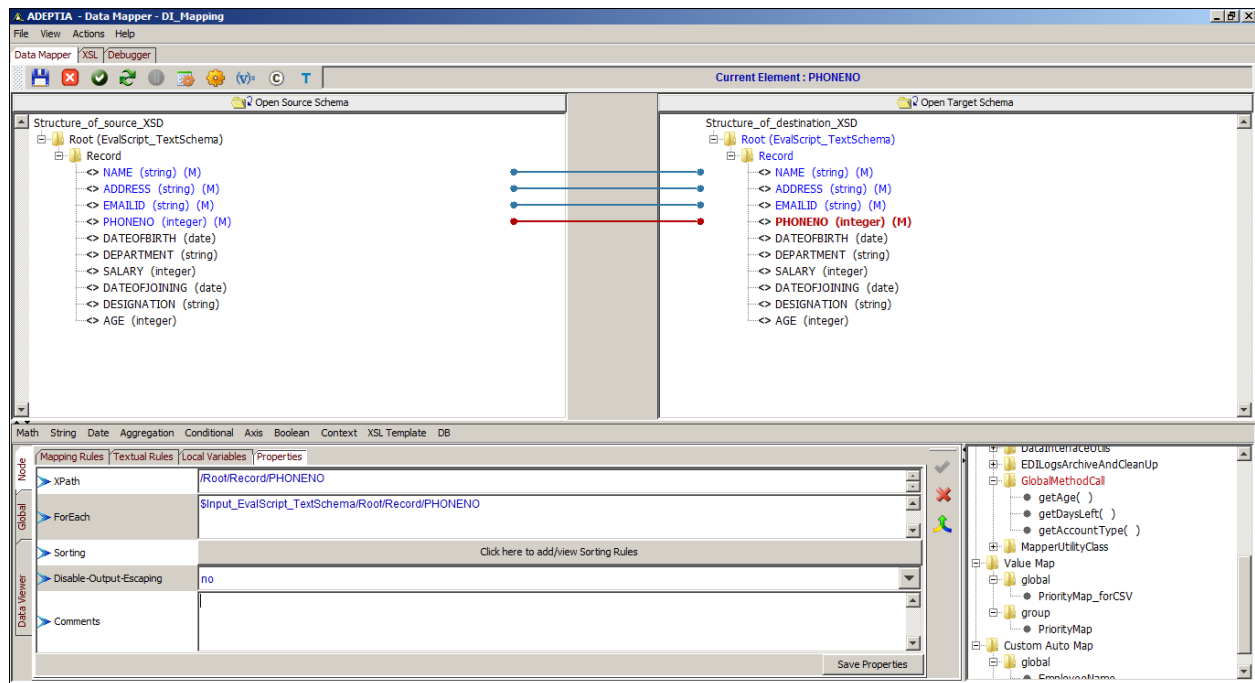 ADEPTIA - Data Mapper - DI_Mapping
File View Actions Help
Data Mapper XSL Debugger
(v)= C T Current Element : PHONENO
Open Source Schema Open Target Schema
Structure_of_source_XSD
Root (EvalScript_TextSchema)
Record
<> NAME (string) (M)
<> ADDRESS (string) (M)
<> EMAILID (string) (M)
<> PHONENO (integer) (M)
<> DATEOFBIRTH (date)
<> DEPARTMENT (string)
<> SALARY (integer)
<> DATEOFJOINING (date)
<> DESIGNATION (string)
<> AGE (integer)
Structure_of_destination_XSD
Root (EvalScript_TextSchema)
Record
<> NAME (string) (M)
<> ADDRESS (string) (M)
<> EMAILID (string) (M)
<> PHONENO (integer) (M)
<> DATEOFBIRTH (date)
<> DEPARTMENT (string)
<> SALARY (integer)
<> DATEOFJOINING (date)
<> DESIGNATION (string)
<> AGE (integer)
Math String Date Aggregation Conditional Axis Boolean Context XSL Template DB
Node
Global
Data Viewer
Mapping Rules Textual Rules Local Variables Properties
XPath /Root/Record/PHONENO
ForEach $Input_EvalScript_TextSchema/Root/Record/PHONENO
Sorting Click here to add/view Sorting Rules
Disable-Output-Escaping no
Comments
Save Properties
DataInterfaceUtils
EDILogsArchiveAndCleanUp
GlobalMethodCall
getAge( )
getDaysLeft( )
getAccountType( )
MapperUtilityClass
Value Map
global
PriorityMap_forCSV
group
PriorityMap
Custom Auto Map
global
EmployeeName